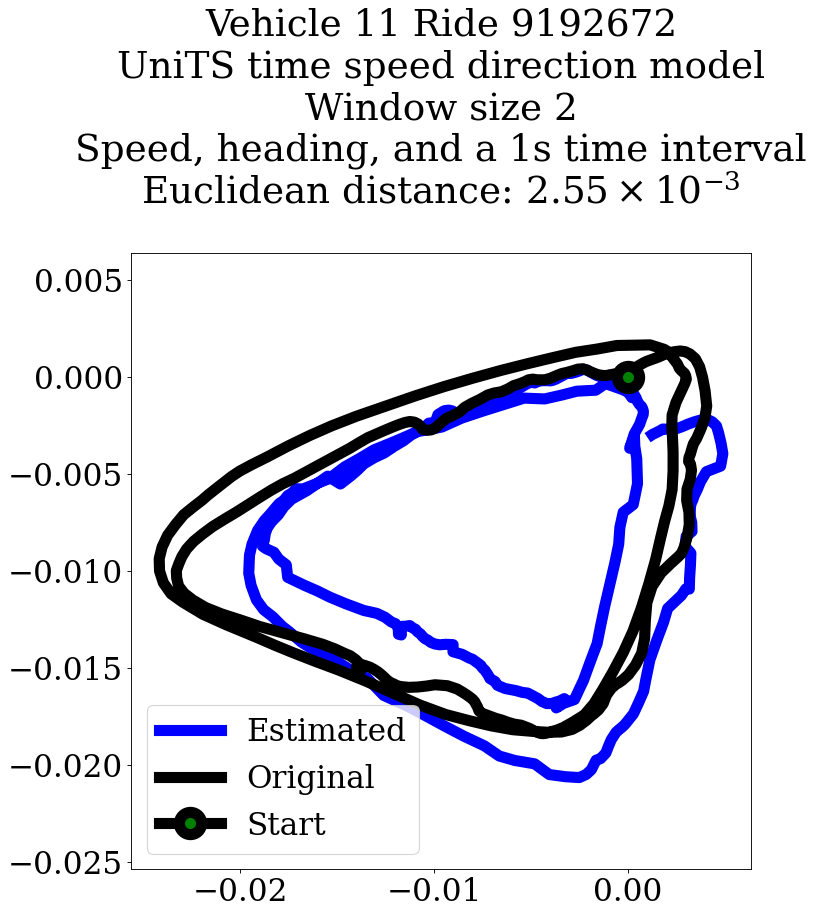 Vehicle 11 Ride 9192672
UniTS time speed direction model
Window size 2
Speed, heading, and a 1s time interval
Euclidean distance: 2.55 × 10⁻³
0.005
0.000
−0.005
−0.010
−0.015
−0.020
−0.025
Estimated
Original
Start
−0.02
−0.01
0.00